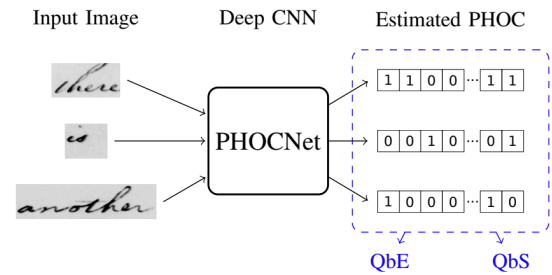 Input Image Deep CNN Estimated PHOC
there
1 1 0 0 ... 1 1
is
PHOCNet
0 0 1 0 ... 0 1
another
1 0 0 0 ... 1 0
QbE QbS